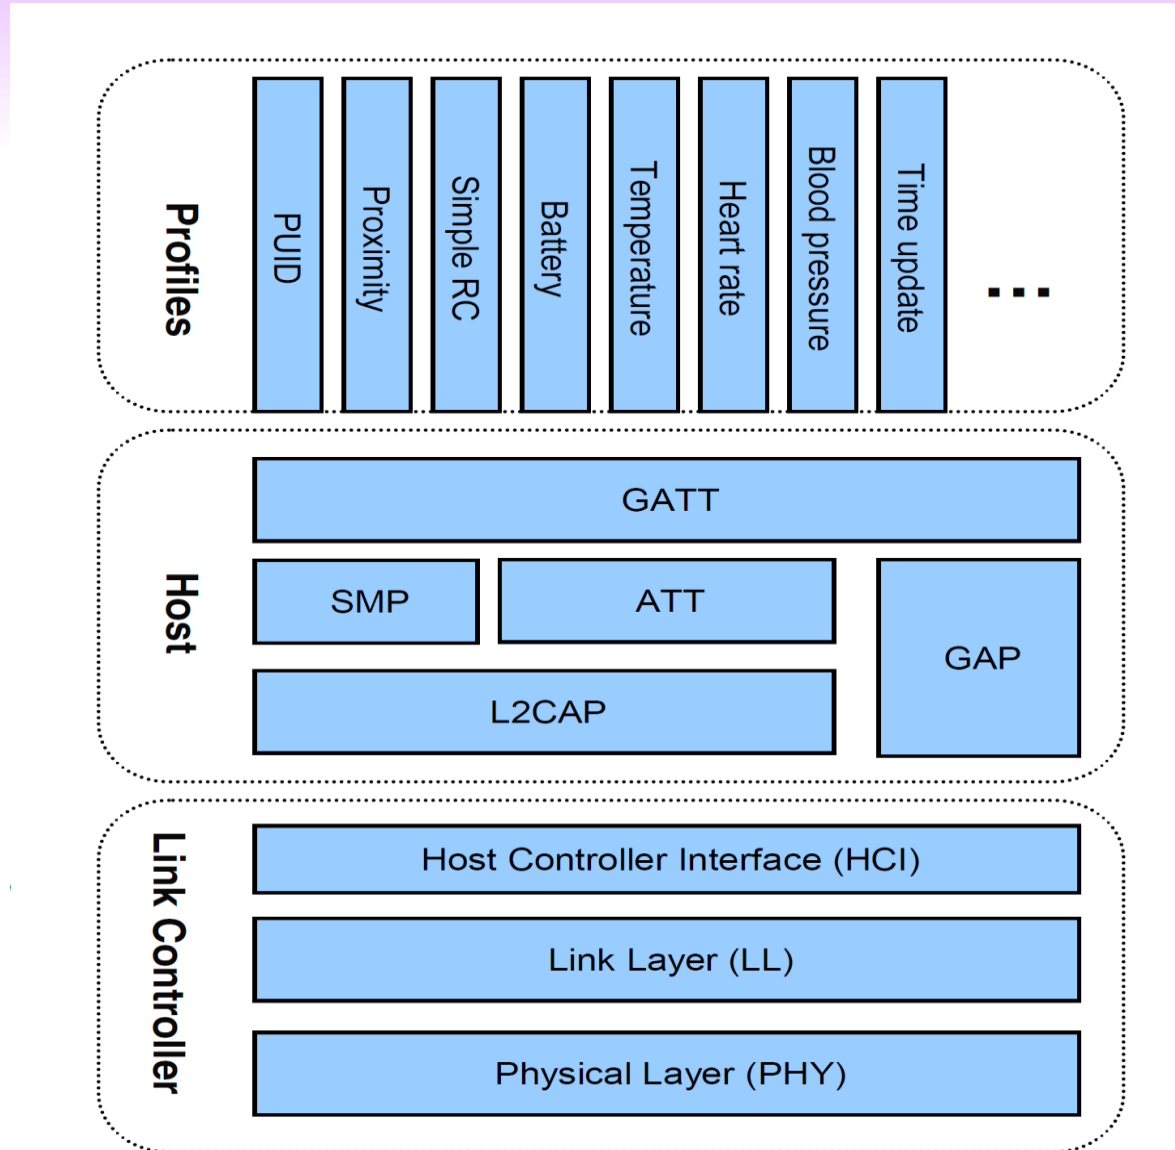 Profiles
PUID
Proximity
Simple RC
Battery
Temperature
Heart rate
Blood pressure
Time update
...
Host
GATT
SMP
ATT
GAP
L2CAP
Link Controller
Host Controller Interface (HCI)
Link Layer (LL)
Physical Layer (PHY)